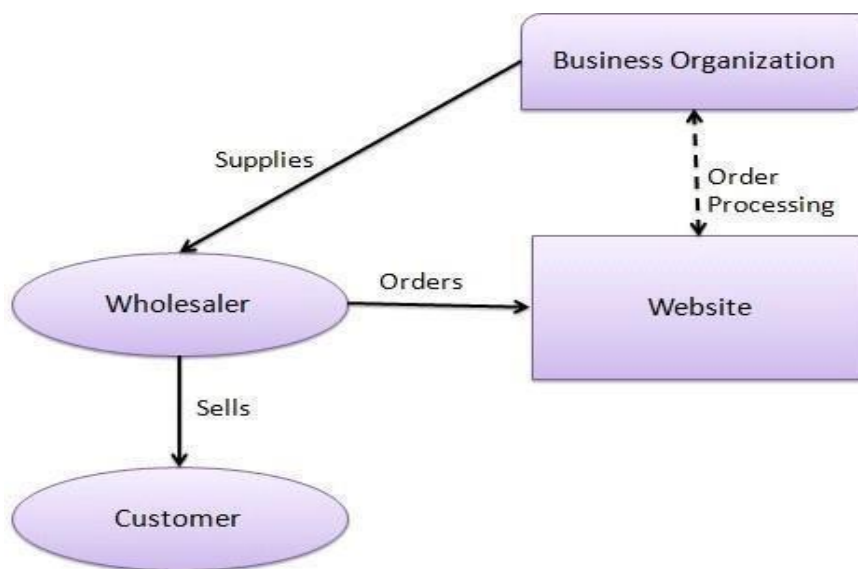 Business Organization
Supplies
Order
Processing
Wholesaler
Orders
Website
Sells
Customer